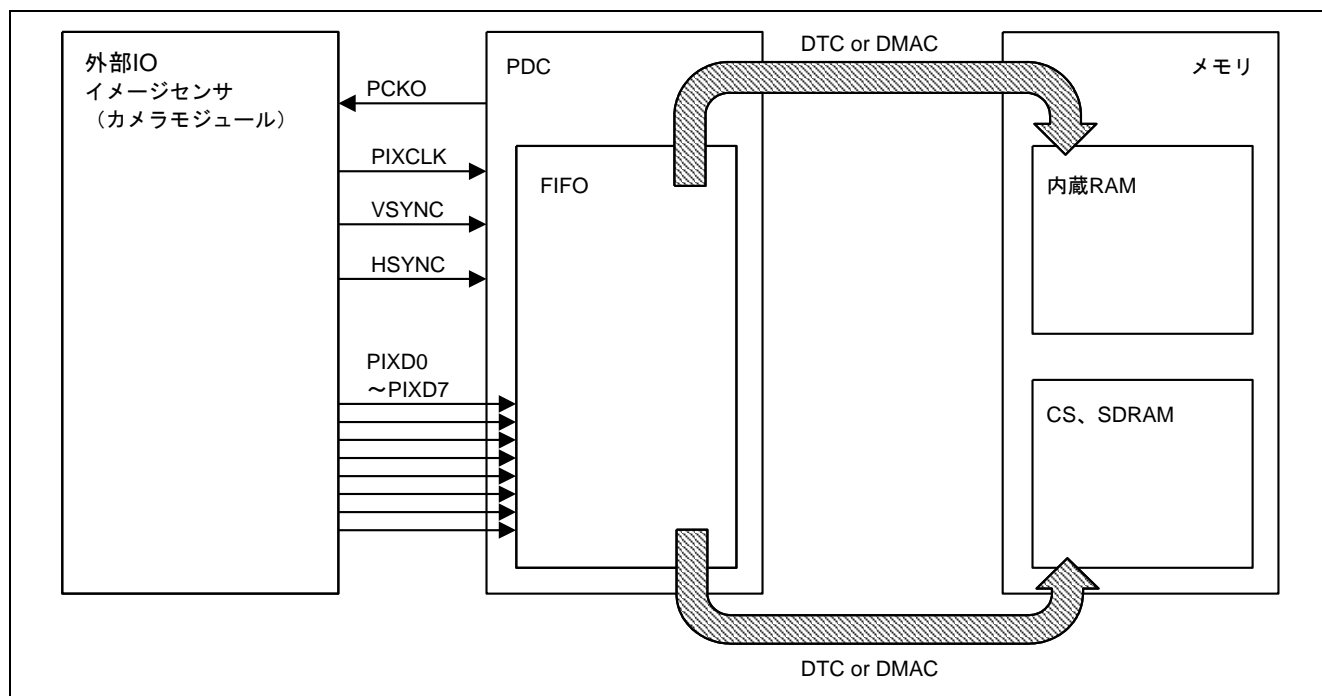 外部IO
イメージセンサ
（カメラモジュール）
PCKO
PIXCLK
VSYNC
HSYNC
PIXD0
～PIXD7
PDC
FIFO
DTC or DMAC
メモリ
内蔵RAM
CS、SDRAM
DTC or DMAC